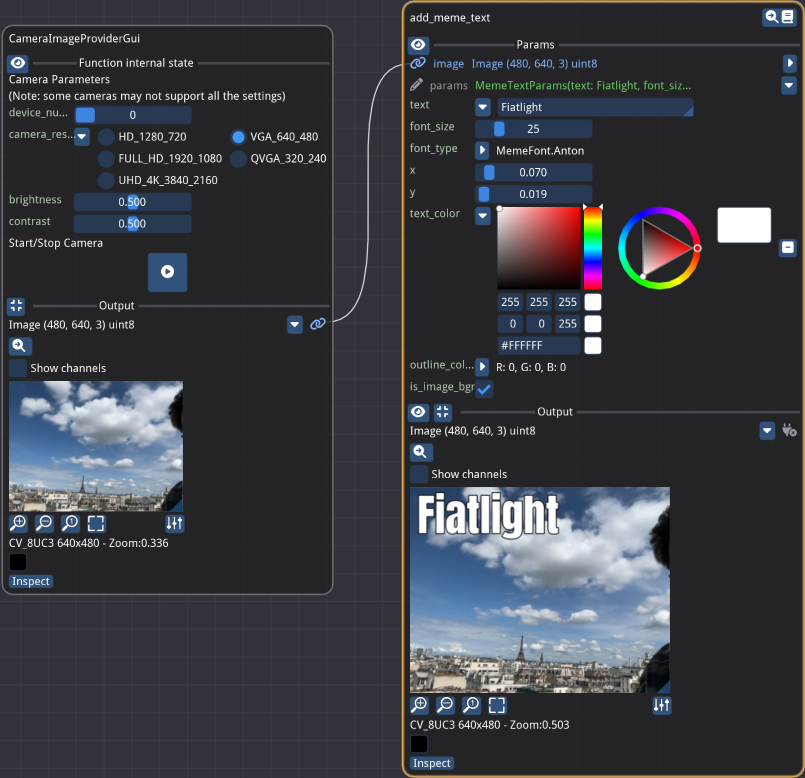 CameraImageProviderGui
Function internal state
Camera Parameters
(Note: some cameras may not support all the settings)
device_nu... 0
camera_res... HD_1280_720 VGA_640_480
FULL_HD_1920_1080 QVGA_320_240
UHD_4K_3840_2160
brightness 0.500
contrast 0.500
Start/Stop Camera
Output
Image (480, 640, 3) uint8
Show channels
CV_8UC3 640x480 - Zoom:0.336
Inspect
add_meme_text
Params
image Image (480, 640, 3) uint8
params MemeTextParams(text: Fiatlight, font_siz...
text Fiatlight
font_size 25
font_type MemeFont.Anton
x 0.070
y 0.019
text_color
255 255 255
0 0 255
#FFFFFF
outline_col... R: 0, G: 0, B: 0
is_image_bgr
Output
Image (480, 640, 3) uint8
Show channels
Fiatlight
CV_8UC3 640x480 - Zoom:0.503
Inspect